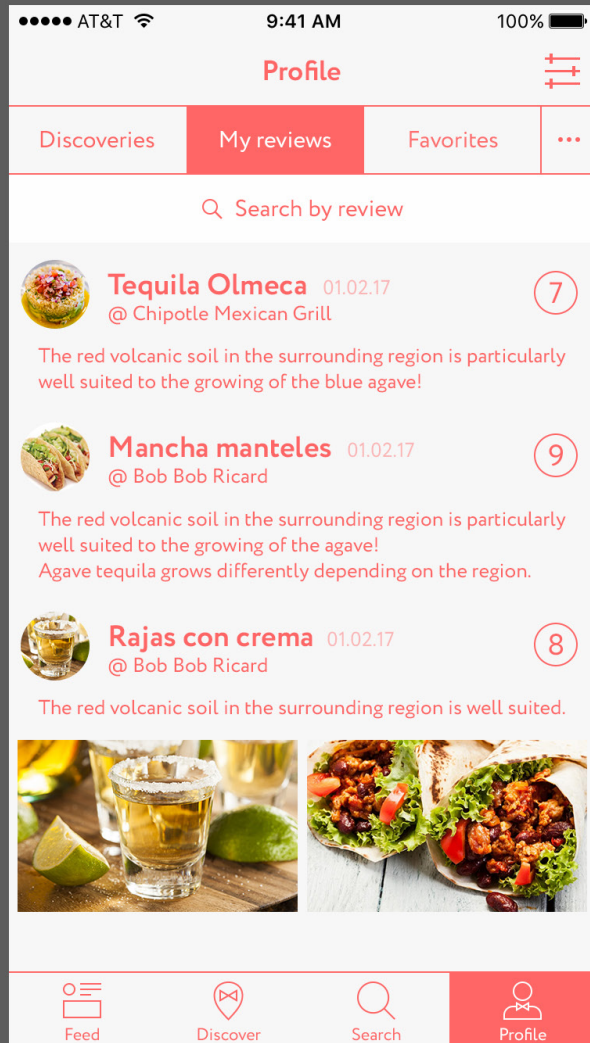 AT&T 9:41 AM 100%
Profile
Discoveries My reviews Favorites
Search by review
Tequila Olmeca 01.02.17 7
@ Chipotle Mexican Grill
The red volcanic soil in the surrounding region is particularly
well suited to the growing of the blue agave!
Mancha manteles 01.02.17 9
@ Bob Bob Ricard
The red volcanic soil in the surrounding region is particularly
well suited to the growing of the agave!
Agave tequila grows differently depending on the region.
Rajas con crema 01.02.17 8
@ Bob Bob Ricard
The red volcanic soil in the surrounding region is well suited.
Feed Discover Search Profile